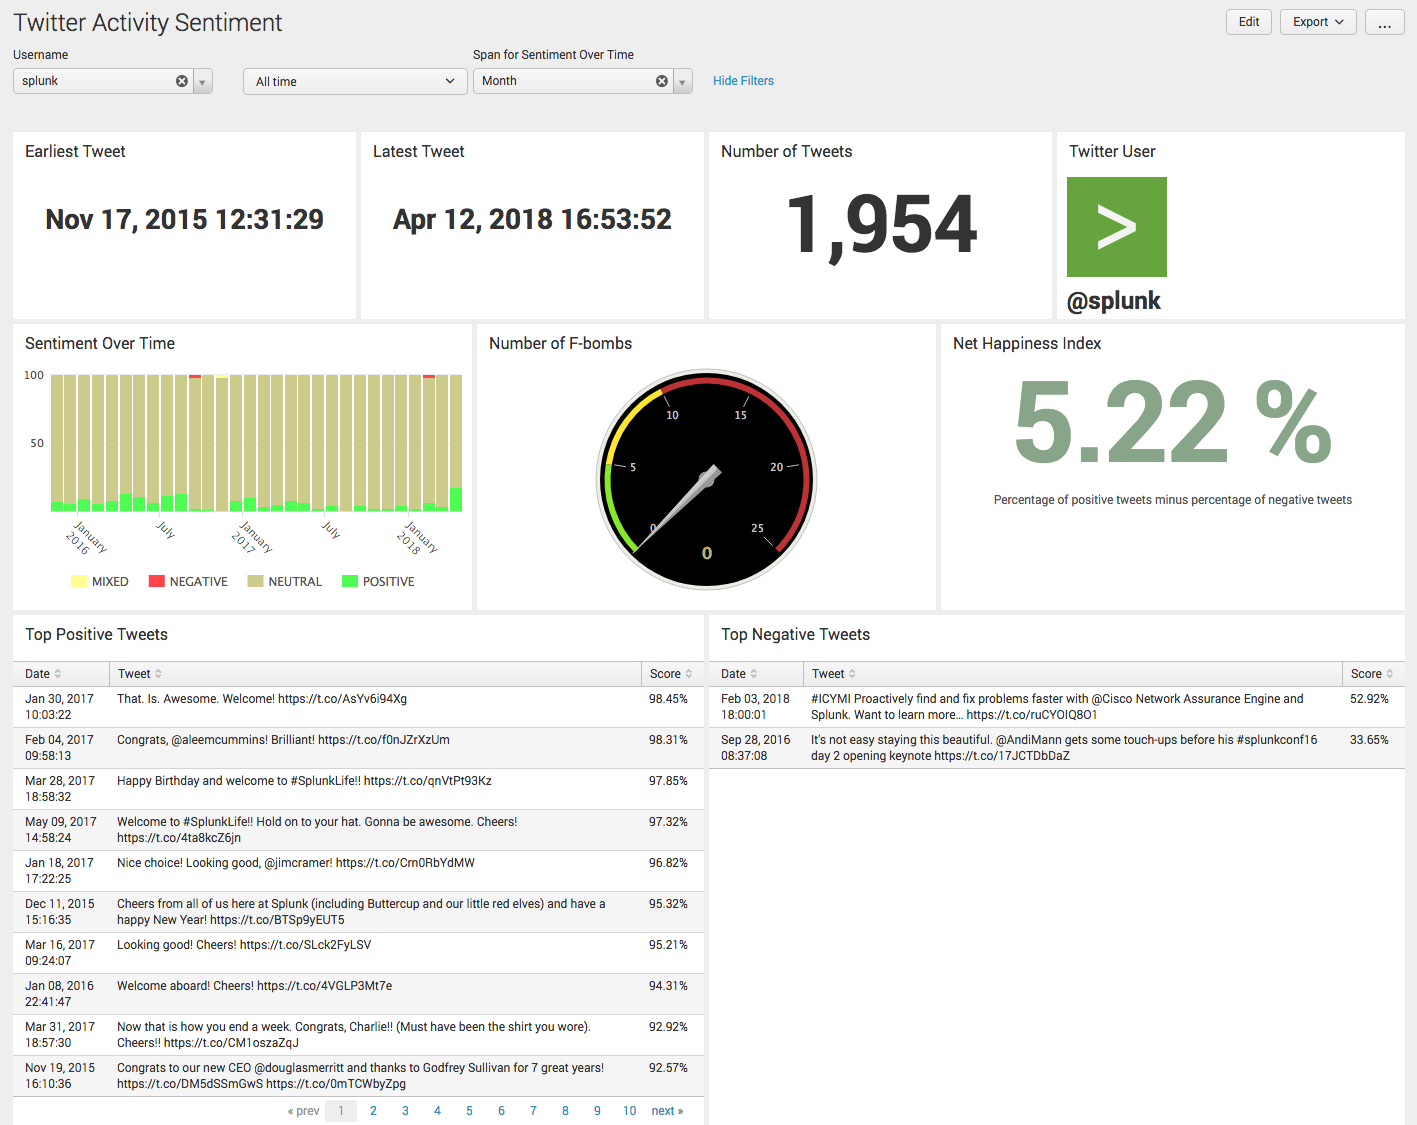 Twitter Activity Sentiment
Edit
Export
...
Username
Span for Sentiment Over Time
splunk
All time
Month
Hide Filters
Earliest Tweet
Nov 17, 2015 12:31:29
Latest Tweet
Apr 12, 2018 16:53:52
Number of Tweets
1,954
Twitter User
>
@splunk
Sentiment Over Time
100
50
January
2016
July
January
2017
July
January
2018
MIXED
NEGATIVE
NEUTRAL
POSITIVE
Number of F-bombs
0
5
10
15
20
25
0
Net Happiness Index
5.22 %
Percentage of positive tweets minus percentage of negative tweets
Top Positive Tweets
Date
Tweet
Score
Jan 30, 2017
10:03:22
That. Is. Awesome. Welcome! https://t.co/AsYv6i94Xg
98.45%
Feb 04, 2017
09:58:13
Congrats, @aleemcummins! Brilliant! https://t.co/f0nJZrXzUm
98.31%
Mar 28, 2017
18:58:32
Happy Birthday and welcome to #SplunkLife!! https://t.co/qnVtPt93Kz
97.85%
May 09, 2017
14:58:24
Welcome to #SplunkLife!! Hold on to your hat. Gonna be awesome. Cheers!
https://t.co/4ta8kcZ6jn
97.32%
Jan 18, 2017
17:22:25
Nice choice! Looking good, @jimcramer! https://t.co/Crn0RbYdMW
96.82%
Dec 11, 2015
15:16:35
Cheers from all of us here at Splunk (including Buttercup and our little red elves) and have a
happy New Year! https://t.co/BTSp9yEUT5
95.32%
Mar 16, 2017
09:24:07
Looking good! Cheers! https://t.co/SLck2FyLSV
95.21%
Jan 08, 2016
22:41:47
Welcome aboard! Cheers! https://t.co/4VGLP3Mt7e
94.31%
Mar 31, 2017
18:57:30
Now that is how you end a week. Congrats, Charlie!! (Must have been the shirt you wore).
Cheers!! https://t.co/CM1oszaZqJ
92.92%
Nov 19, 2015
16:10:36
Congrats to our new CEO @douglasmerritt and thanks to Godfrey Sullivan for 7 great years!
https://t.co/DM5dSSmGwS https://t.co/0mTCWbyZpg
92.57%
« prev 1 2 3 4 5 6 7 8 9 10 next »
Top Negative Tweets
Date
Tweet
Score
Feb 03, 2018
18:00:01
#ICYMI Proactively find and fix problems faster with @Cisco Network Assurance Engine and
Splunk. Want to learn more… https://t.co/ruCYOIQ8O1
52.92%
Sep 28, 2016
08:37:08
It's not easy staying this beautiful. @AndiMann gets some touch-ups before his #splunkconf16
day 2 opening keynote https://t.co/17JCTDbDaZ
33.65%